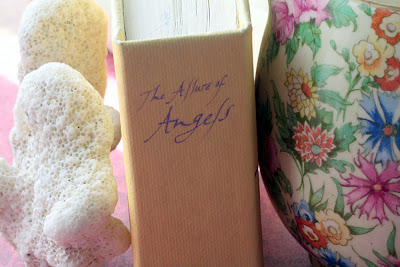 The Allure of
Angels